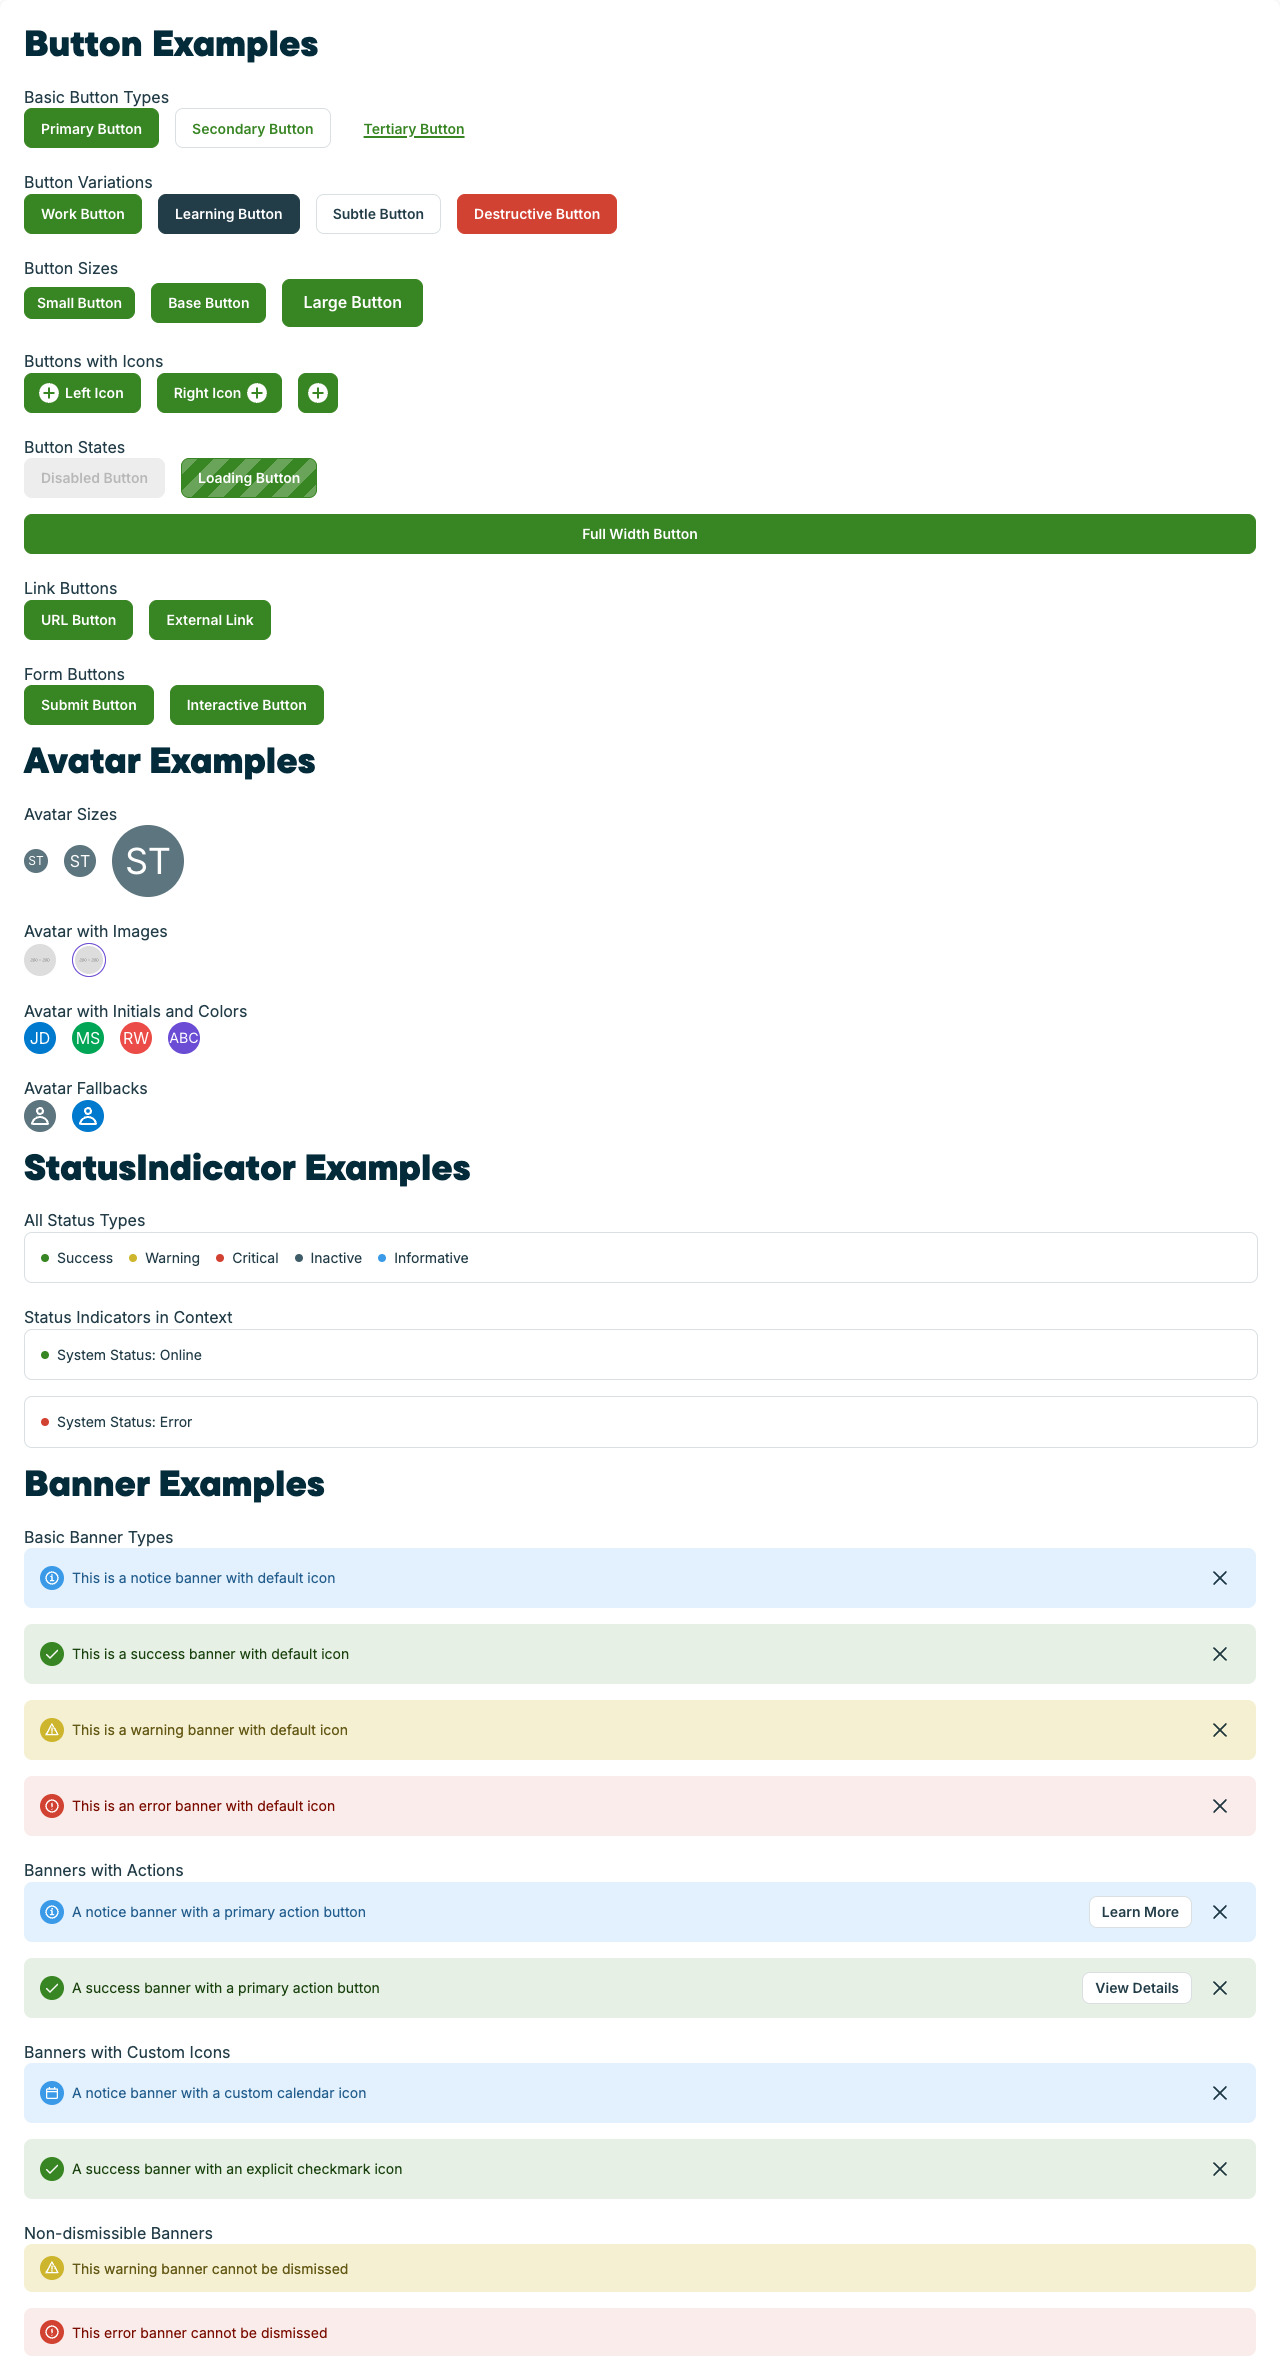 Button Examples
Basic Button Types
Primary Button Secondary Button Tertiary Button
Button Variations
Work Button Learning Button Subtle Button Destructive Button
Button Sizes
Small Button Base Button Large Button
Buttons with Icons
Left Icon Right Icon
Button States
Disabled Button Loading Button
Full Width Button
Link Buttons
URL Button External Link
Form Buttons
Submit Button Interactive Button
Avatar Examples
Avatar Sizes
ST ST ST
Avatar with Images
Avatar with Initials and Colors
JD MS RW ABC
Avatar Fallbacks
StatusIndicator Examples
All Status Types
Success Warning Critical Inactive Informative
Status Indicators in Context
System Status: Online
System Status: Error
Banner Examples
Basic Banner Types
This is a notice banner with default icon
This is a success banner with default icon
This is a warning banner with default icon
This is an error banner with default icon
Banners with Actions
A notice banner with a primary action button Learn More
A success banner with a primary action button View Details
Banners with Custom Icons
A notice banner with a custom calendar icon
A success banner with an explicit checkmark icon
Non-dismissible Banners
This warning banner cannot be dismissed
This error banner cannot be dismissed